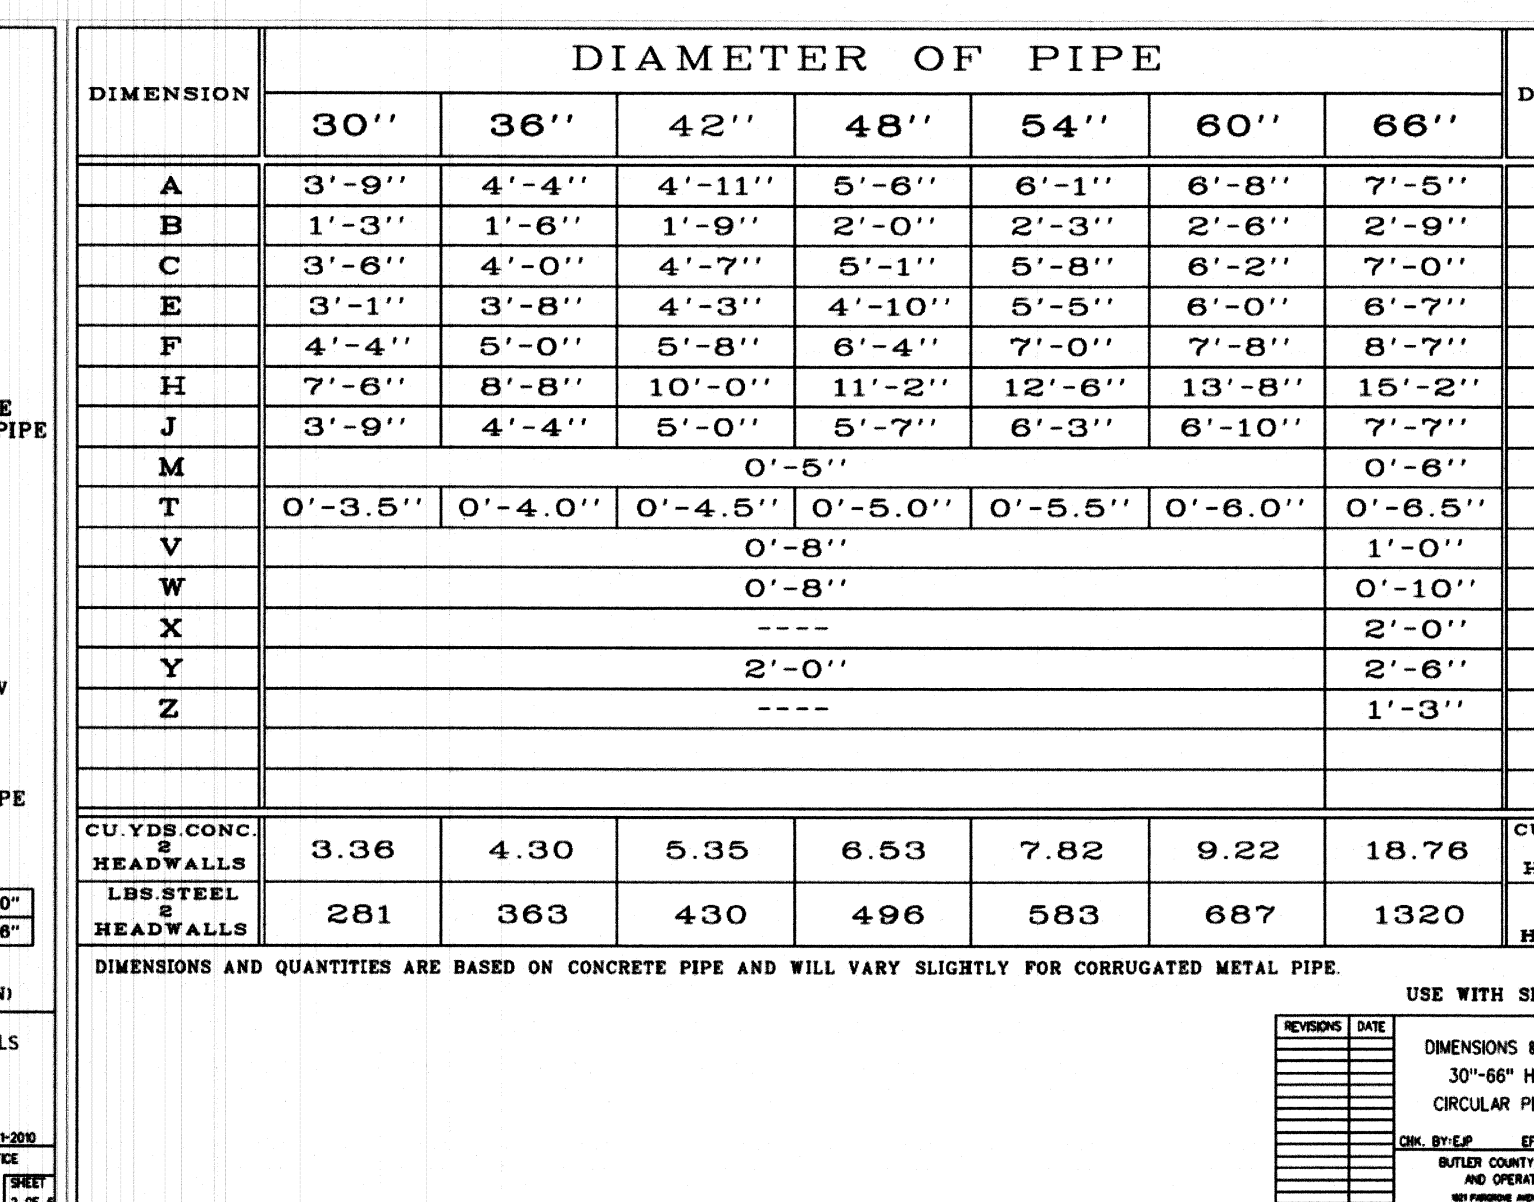 DIAMETER OF PIPE
DIMENSION
30'' 36'' 42'' 48'' 54'' 60'' 66''
A 3'-9'' 4'-4'' 4'-11'' 5'-6'' 6'-1'' 6'-8'' 7'-5''
B 1'-3'' 1'-6'' 1'-9'' 2'-0'' 2'-3'' 2'-6'' 2'-9''
C 3'-6'' 4'-0'' 4'-7'' 5'-1'' 5'-8'' 6'-2'' 7'-0''
E 3'-1'' 3'-8'' 4'-3'' 4'-10'' 5'-5'' 6'-0'' 6'-7''
F 4'-4'' 5'-0'' 5'-8'' 6'-4'' 7'-0'' 7'-8'' 8'-7''
H 7'-6'' 8'-8'' 10'-0'' 11'-2'' 12'-6'' 13'-8'' 15'-2''
J 3'-9'' 4'-4'' 5'-0'' 5'-7'' 6'-3'' 6'-10'' 7'-7''
M 0'-5'' 0'-6''
T 0'-3.5'' 0'-4.0'' 0'-4.5'' 0'-5.0'' 0'-5.5'' 0'-6.0'' 0'-6.5''
V 0'-8'' 1'-0''
W 0'-8'' 0'-10''
X ---- 2'-0''
Y 2'-0'' 2'-6''
Z ---- 1'-3''
CU.YDS.CONC.
2
HEADWALLS
3.36 4.30 5.35 6.53 7.82 9.22 18.76
LBS.STEEL
2
HEADWALLS
281 363 430 496 583 687 1320
DIMENSIONS AND QUANTITIES ARE BASED ON CONCRETE PIPE AND WILL VARY SLIGHTLY FOR CORRUGATED METAL PIPE.
USE WITH
REVISIONS DATE
DIMENSIONS
30"-66"
CIRCULAR
CHK. BY:EJP
BUTLER COUNTY
AND
PIPE
0"
6"
-2010
SHEET